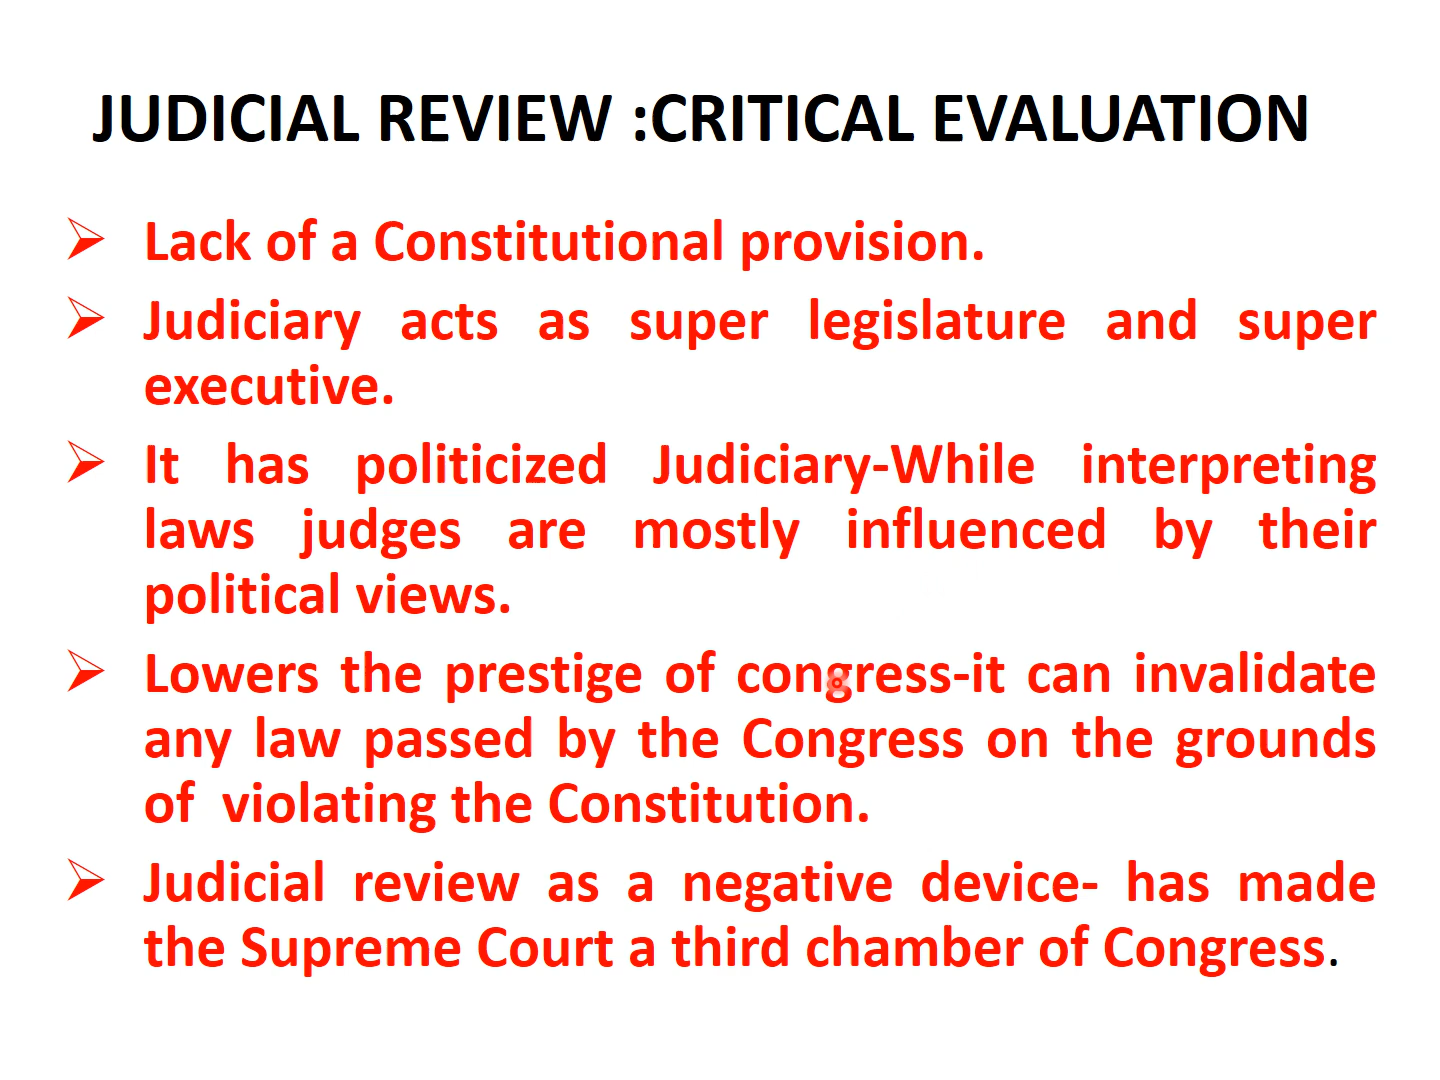 JUDICIAL REVIEW :CRITICAL EVALUATION
Lack of a Constitutional provision.
Judiciary acts as super legislature and super
executive.
It has politicized Judiciary-While interpreting
laws judges are mostly influenced by their
political views.
Lowers the prestige of congress-it can invalidate
any law passed by the Congress on the grounds
of violating the Constitution.
Judicial review as a negative device- has made
the Supreme Court a third chamber of Congress.